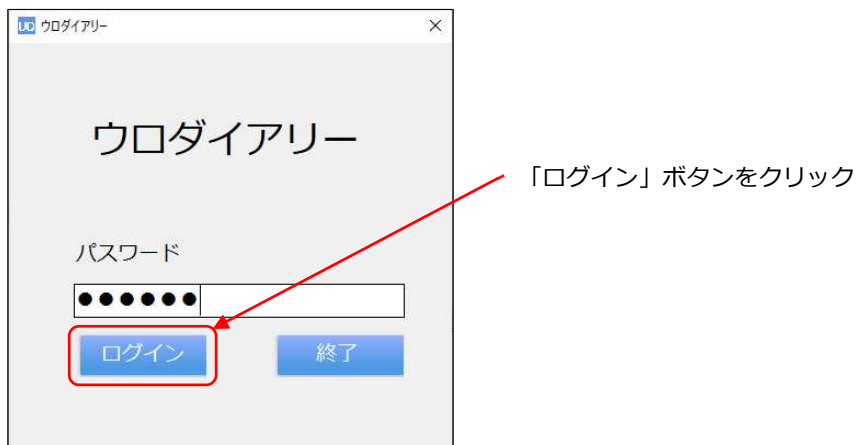 UD ウロダイアリー
ウロダイアリー
「ログイン」ボタンをクリック
パスワード
●●●●●●
ログイン 終了